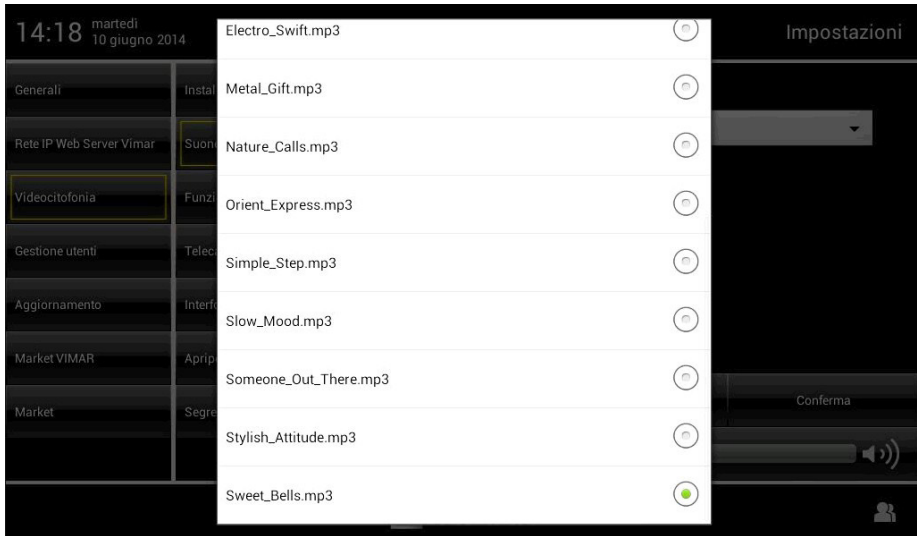 14:18
martedì
10 giugno 2014
Impostazioni
Generali
Rete IP Web Server Vimar
Videocitofonia
Gestione utenti
Aggiornamento
Market VIMAR
Market
Electro_Swift.mp3
Metal_Gift.mp3
Nature_Calls.mp3
Orient_Express.mp3
Simple_Step.mp3
Slow_Mood.mp3
Someone_Out_There.mp3
Stylish_Attitude.mp3
Sweet_Bells.mp3
Conferma